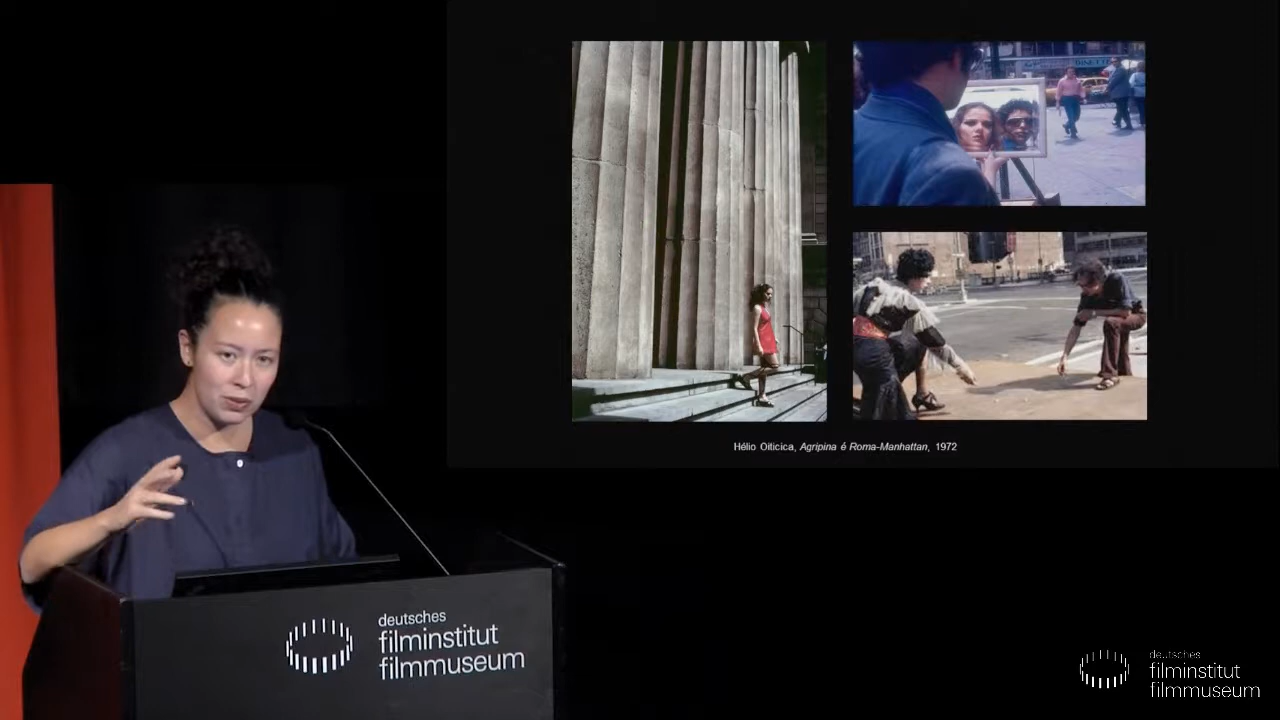 Hélio Oiticica, Agripina é Roma-Manhattan, 1972
deutsches
filminstitut
filmmuseum
deutsches
filminstitut
filmmuseum